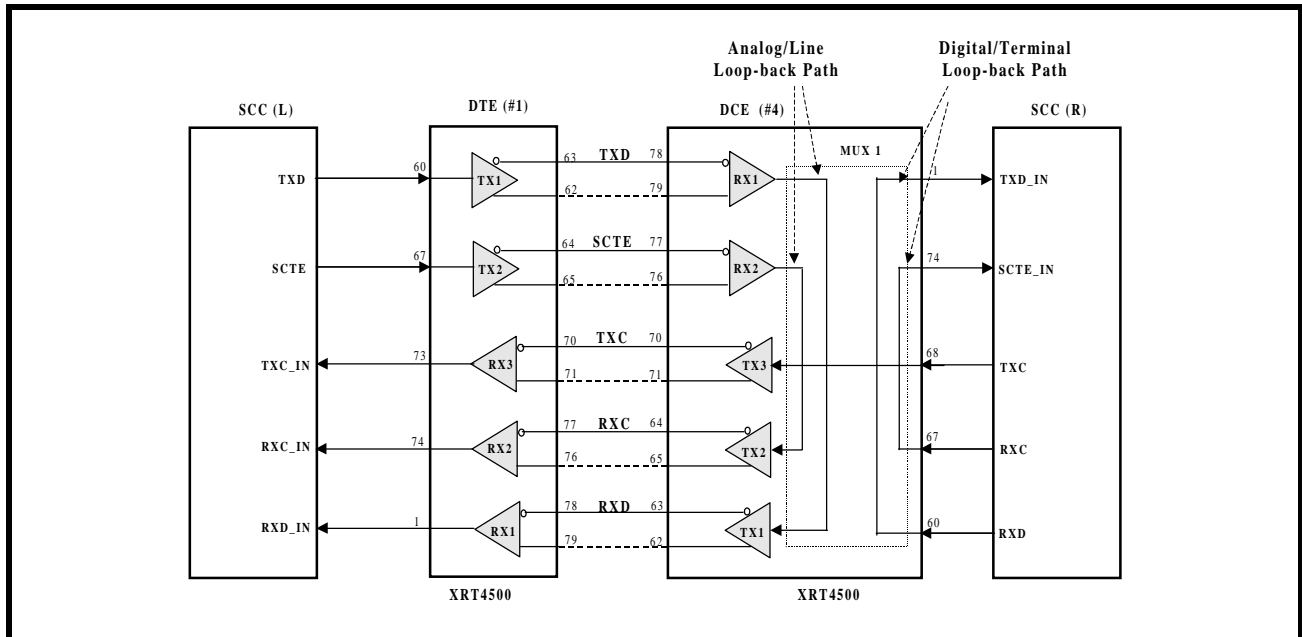 Analog/Line
Loop-back Path
Digital/Terminal
Loop-back Path
SCC (L)
DTE (#1)
DCE (#4)
SCC (R)
MUX 1
TXD
60
TX1
63
TXD
78
62
79
RX1
1
TXD_IN
SCTE
67
TX2
64
SCTE
77
65
76
RX2
74
SCTE_IN
TXC_IN
73
RX3
70
TXC
70
71
71
TX3
68
TXC
RXC_IN
74
RX2
77
RXC
64
76
65
TX2
67
RXC
RXD_IN
1
RX1
78
RXD
63
79
62
TX1
60
RXD
XRT4500
XRT4500